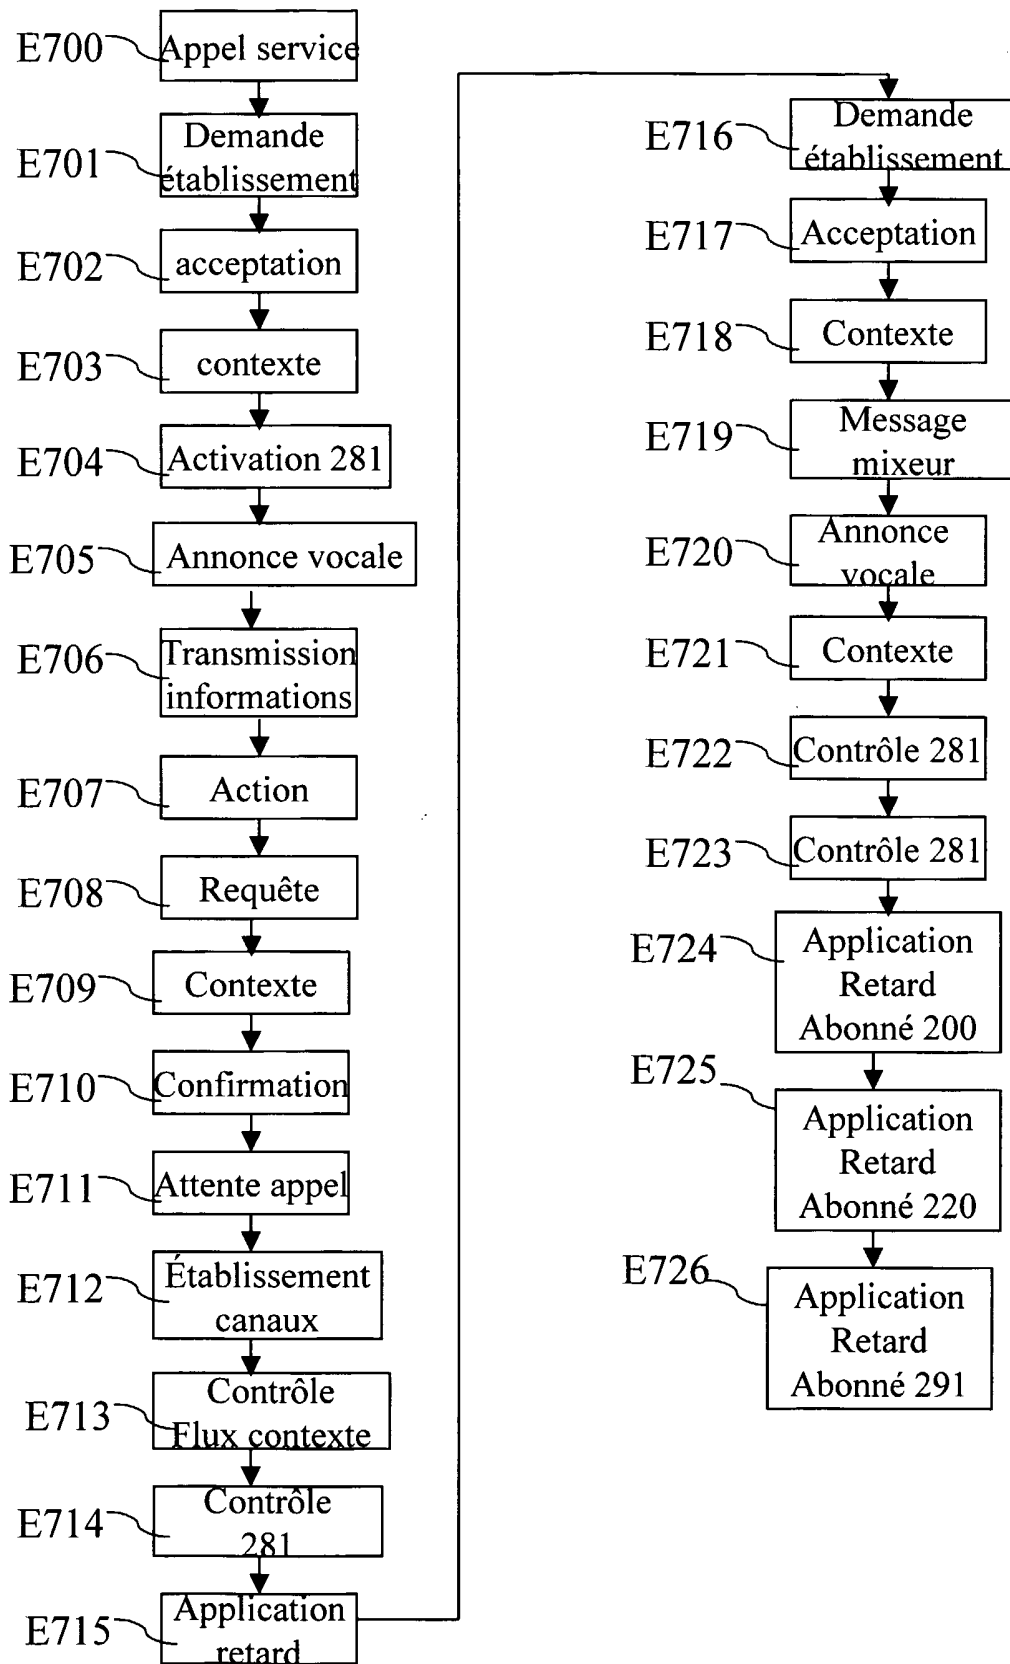 E700
Appel service
E701
Demande
établissement
E702
acceptation
E703
contexte
E704
Activation 281
E705
Annonce vocale
E706
Transmission
informations
E707
Action
E708
Requête
E709
Contexte
E710
Confirmation
E711
Attente appel
E712
Établissement
canaux
E713
Contrôle
Flux contexte
E714
Contrôle
281
E715
Application
retard
E716
Demande
établissement
E717
Acceptation
E718
Contexte
E719
Message
mixeur
E720
Annonce
vocale
E721
Contexte
E722
Contrôle 281
E723
Contrôle 281
E724
Application
Retard
Abonné 200
E725
Application
Retard
Abonné 220
E726
Application
Retard
Abonné 291